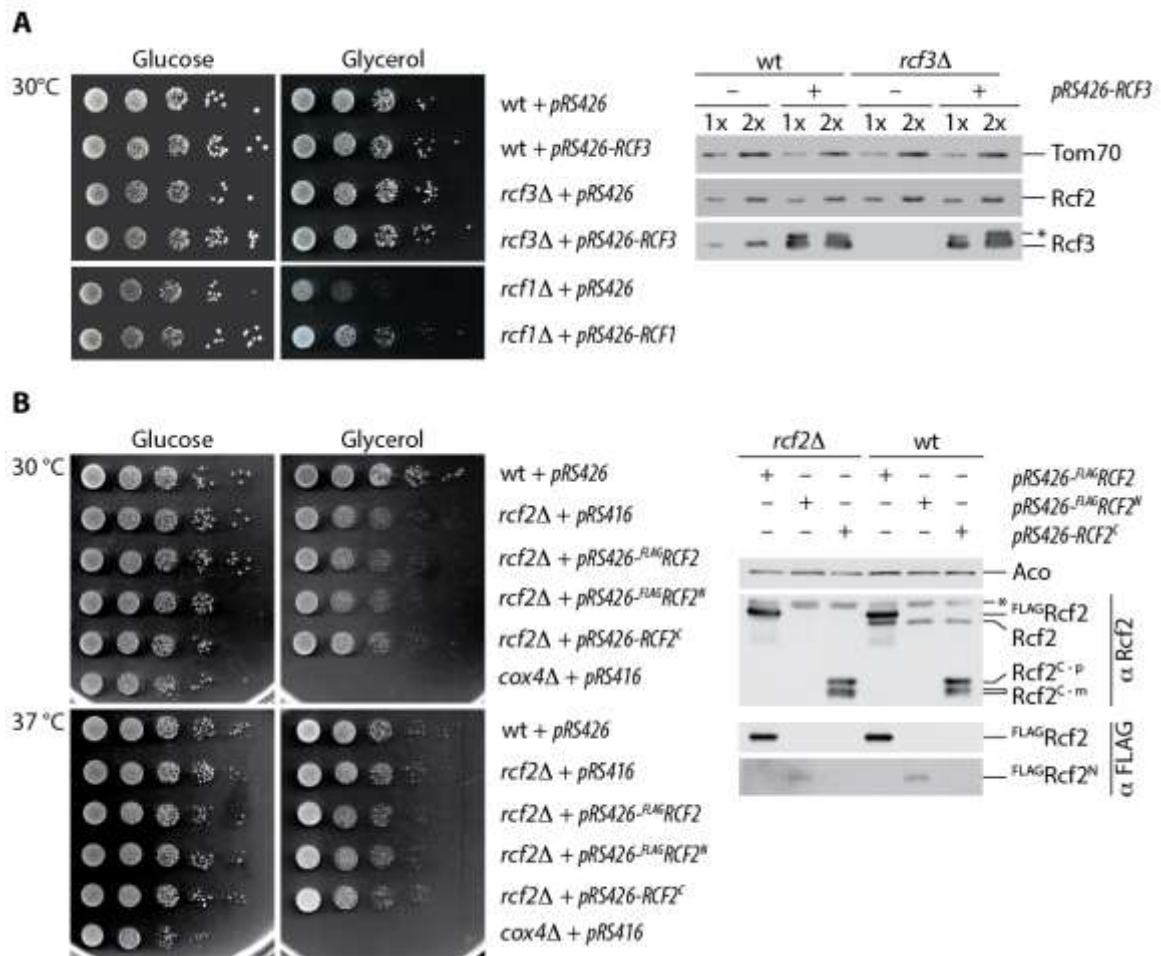 A
Glucose Glycerol
30°C
wt + pRS426
wt + pRS426-RCF3
rcf3Δ + pRS426
rcf3Δ + pRS426-RCF3
rcf1Δ + pRS426
rcf1Δ + pRS426-RCF1
wt rcf3Δ
– + – + pRS426-RCF3
1x 2x 1x 2x 1x 2x 1x 2x
Tom70
Rcf2
*
Rcf3
B
Glucose Glycerol
30 °C
wt + pRS426
rcf2Δ + pRS416
rcf2Δ + pRS426-FLAGRCF2
rcf2Δ + pRS426-FLAGRCF2N
rcf2Δ + pRS426-RCF2C
cox4Δ + pRS416
37 °C
wt + pRS426
rcf2Δ + pRS416
rcf2Δ + pRS426-FLAGRCF2
rcf2Δ + pRS426-FLAGRCF2N
rcf2Δ + pRS426-RCF2C
cox4Δ + pRS416
rcf2Δ wt
+ – – + – – pRS426-FLAGRCF2
– + – – + – pRS426-FLAGRCF2N
– – + – – + pRS426-RCF2C
Aco
*
FLAGRcf2
Rcf2
Rcf2C - p
Rcf2C - m
α Rcf2
FLAGRcf2
FLAGRcf2N
α FLAG